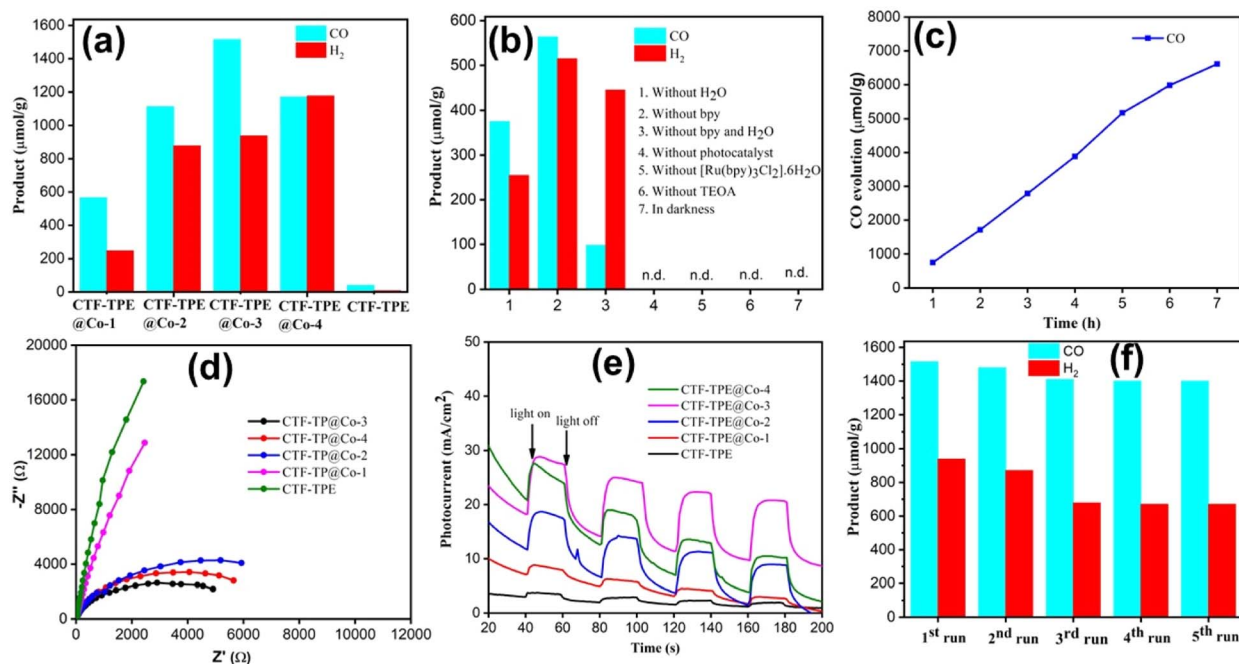 (a)
CO
H2
Product (μmol/g)
1600
1400
1200
1000
800
600
400
200
0
CTF-TPE @Co-1
CTF-TPE @Co-2
CTF-TPE @Co-3
CTF-TPE @Co-4
CTF-TPE
(b)
CO
H2
Product (μmol/g)
600
500
400
300
200
100
0
1. Without H2O
2. Without bpy
3. Without bpy and H2O
4. Without photocatalyst
5. Without [Ru(bpy)3Cl2].6H2O
6. Without TEOA
7. In darkness
n.d. n.d. n.d. n.d.
1 2 3 4 5 6 7
(c)
CO
CO evolution (μmol/g)
8000
7000
6000
5000
4000
3000
2000
1000
0
1 2 3 4 5 6 7
Time (h)
(d)
-Z'' (Ω)
20000
16000
12000
8000
4000
0
CTF-TP@Co-3
CTF-TP@Co-4
CTF-TP@Co-2
CTF-TP@Co-1
CTF-TPE
0 2000 4000 6000 8000 10000 12000
Z' (Ω)
(e)
Photocurrent (mA/cm2)
50
40
30
20
10
0
light on
light off
CTF-TPE@Co-4
CTF-TPE@Co-3
CTF-TPE@Co-2
CTF-TPE@Co-1
CTF-TPE
20 40 60 80 100 120 140 160 180 200
Time (s)
(f)
CO
H2
Product (μmol/g)
1600
1400
1200
1000
800
600
400
200
0
1st run
2nd run
3rd run
4th run
5th run